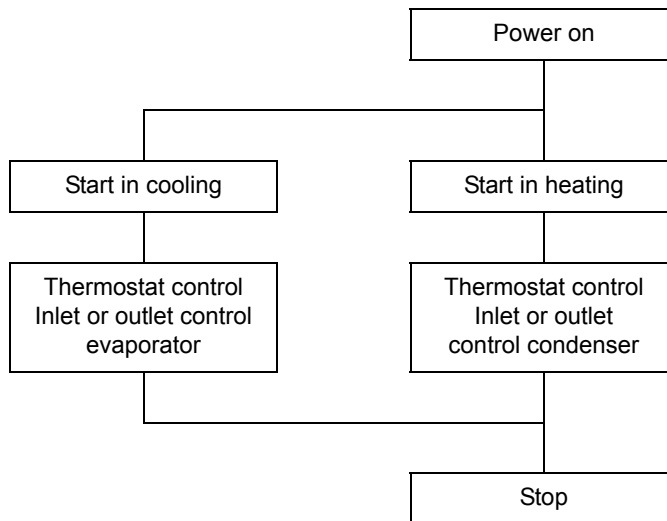 Power on
Start in cooling
Start in heating
Thermostat control
Inlet or outlet control
evaporator
Thermostat control
Inlet or outlet
control condenser
Stop